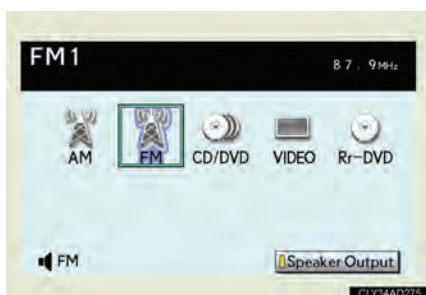 FM1
87.9MHz
AM FM CD/DVD VIDEO Rr-DVD
FM Speaker Output
CLY34AD275